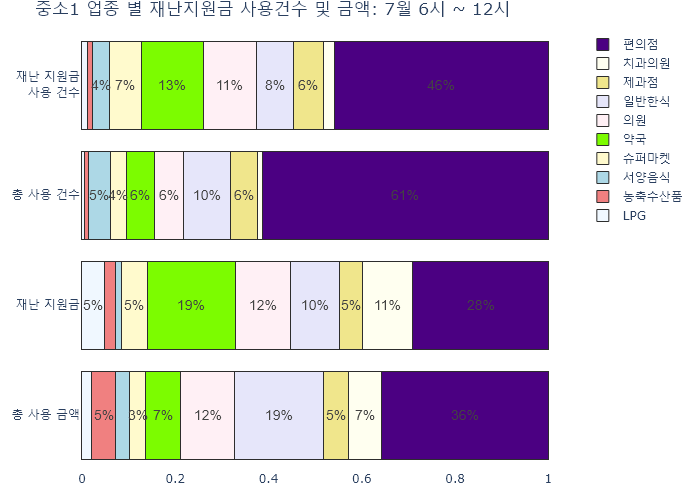 중소1 업종 별 재난지원금 사용건수 및 금액: 7월 6시 ~ 12시
재난 지원금
사용 건수
4%
7%
13%
11%
8%
6%
46%
총 사용 건수
5%
4%
6%
6%
10%
6%
61%
재난 지원금
5%
5%
19%
12%
10%
5%
11%
28%
총 사용 금액
5%
3%
7%
12%
19%
5%
7%
36%
0
0.2
0.4
0.6
0.8
1
편의점
치과의원
제과점
일반한식
의원
약국
슈퍼마켓
서양음식
농축수산품
LPG